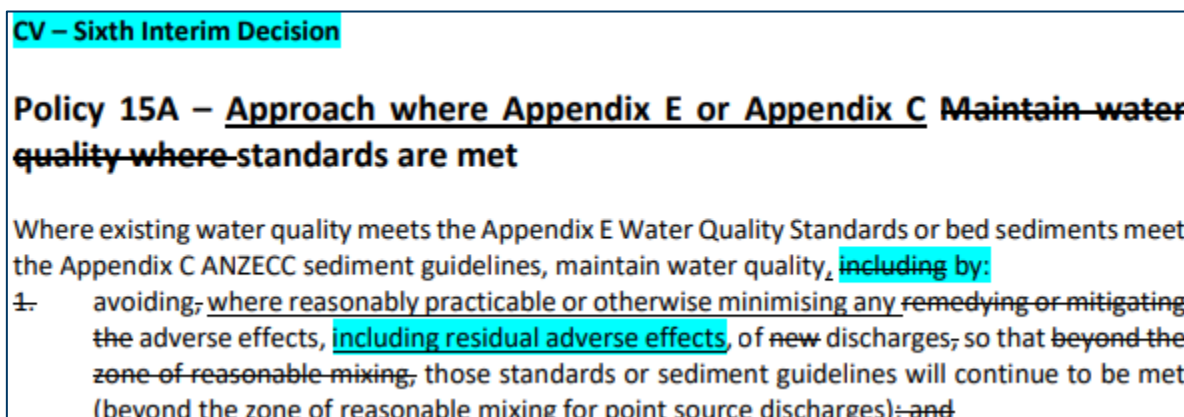 CV – Sixth Interim Decision
Policy 15A – Approach where Appendix E or Appendix C Maintain water
quality where standards are met
Where existing water quality meets the Appendix E Water Quality Standards or bed sediments meet
the Appendix C ANZECC sediment guidelines, maintain water quality, including by:
1. avoiding, where reasonably practicable or otherwise minimising any remedying or mitigating
the adverse effects, including residual adverse effects, of new discharges, so that beyond the
zone of reasonable mixing, those standards or sediment guidelines will continue to be met
(beyond the zone of reasonable mixing for point source discharges); and